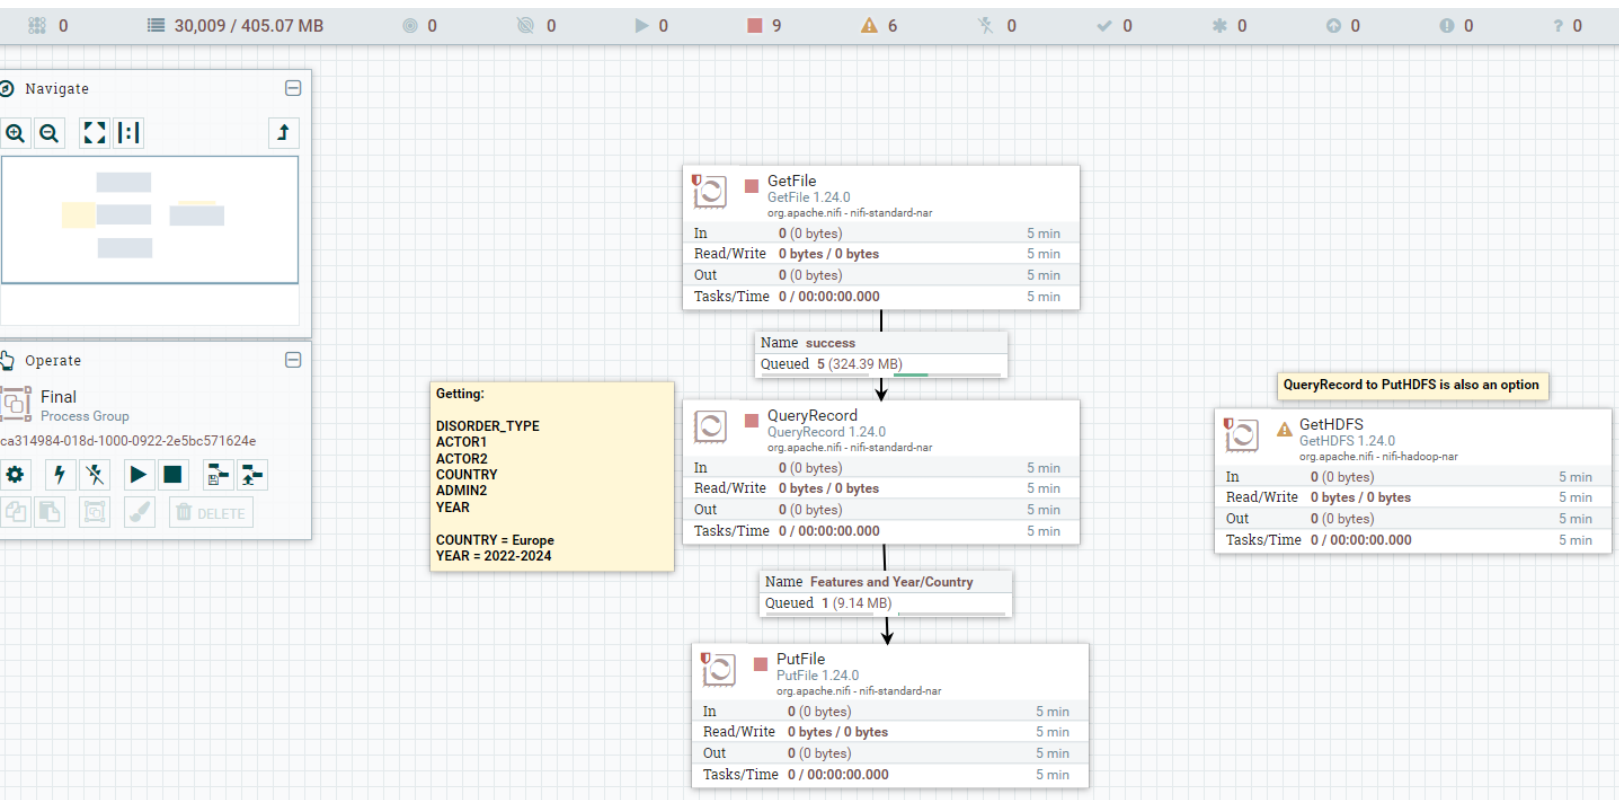 0 30,009 / 405.07 MB 0 0 0 9 6 0 0 0 0 0 ? 0
Navigate
Operate
Final
Process Group
ca314984-018d-1000-0922-2e5bc571624e
DELETE
GetFile
GetFile 1.24.0
org.apache.nifi - nifi-standard-nar
In 0 (0 bytes) 5 min
Read/Write 0 bytes / 0 bytes 5 min
Out 0 (0 bytes) 5 min
Tasks/Time 0 / 00:00:00.000 5 min
Name success
Queued 5 (324.39 MB)
Getting:
DISORDER_TYPE
ACTOR1
ACTOR2
COUNTRY
ADMIN2
YEAR
COUNTRY = Europe
YEAR = 2022-2024
QueryRecord
QueryRecord 1.24.0
org.apache.nifi - nifi-standard-nar
In 0 (0 bytes) 5 min
Read/Write 0 bytes / 0 bytes 5 min
Out 0 (0 bytes) 5 min
Tasks/Time 0 / 00:00:00.000 5 min
Name Features and Year/Country
Queued 1 (9.14 MB)
PutFile
PutFile 1.24.0
org.apache.nifi - nifi-standard-nar
In 0 (0 bytes) 5 min
Read/Write 0 bytes / 0 bytes 5 min
Out 0 (0 bytes) 5 min
Tasks/Time 0 / 00:00:00.000 5 min
QueryRecord to PutHDFS is also an option
GetHDFS
GetHDFS 1.24.0
org.apache.nifi - nifi-hadoop-nar
In 0 (0 bytes) 5 min
Read/Write 0 bytes / 0 bytes 5 min
Out 0 (0 bytes) 5 min
Tasks/Time 0 / 00:00:00.000 5 min